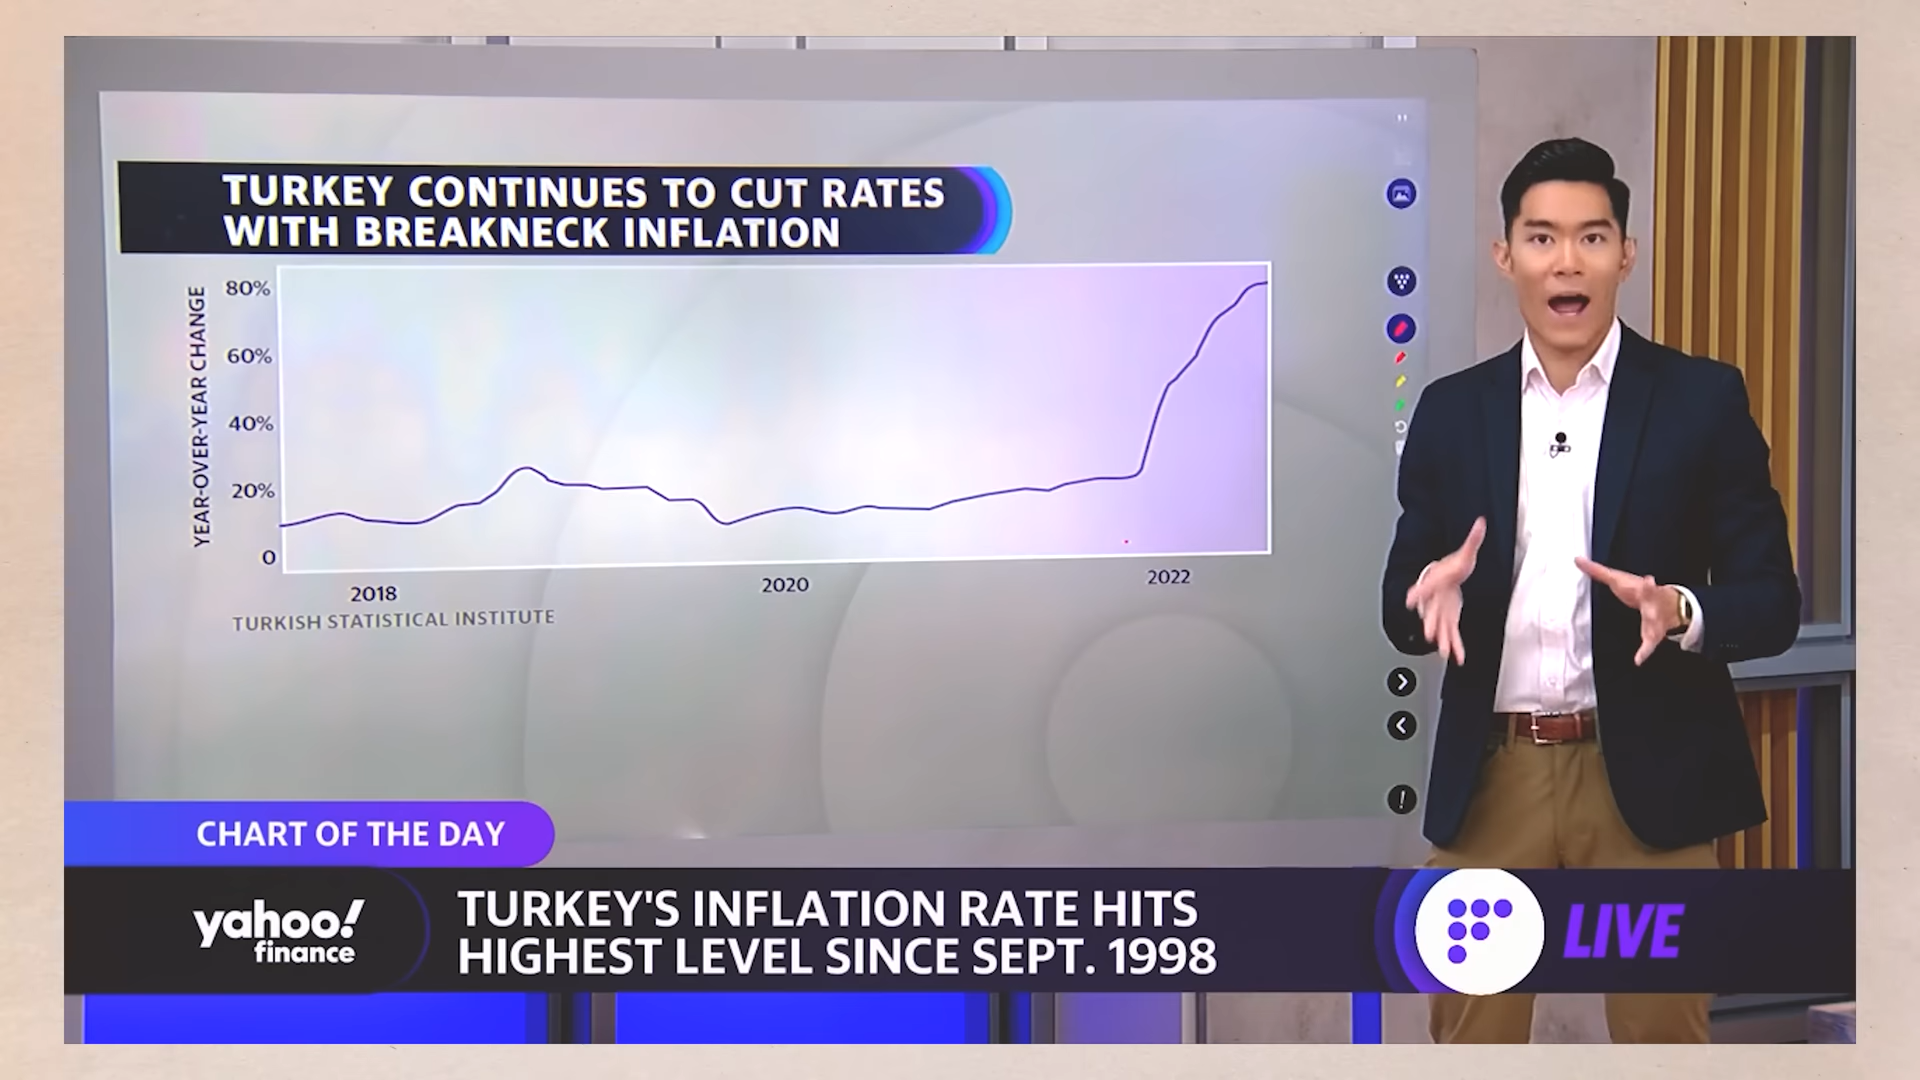 TURKEY CONTINUES TO CUT RATES
WITH BREAKNECK INFLATION
YEAR-OVER-YEAR CHANGE
80%
60%
40%
20%
0
2018
2020
2022
TURKISH STATISTICAL INSTITUTE
CHART OF THE DAY
yahoo!
finance
TURKEY'S INFLATION RATE HITS
HIGHEST LEVEL SINCE SEPT. 1998
LIVE